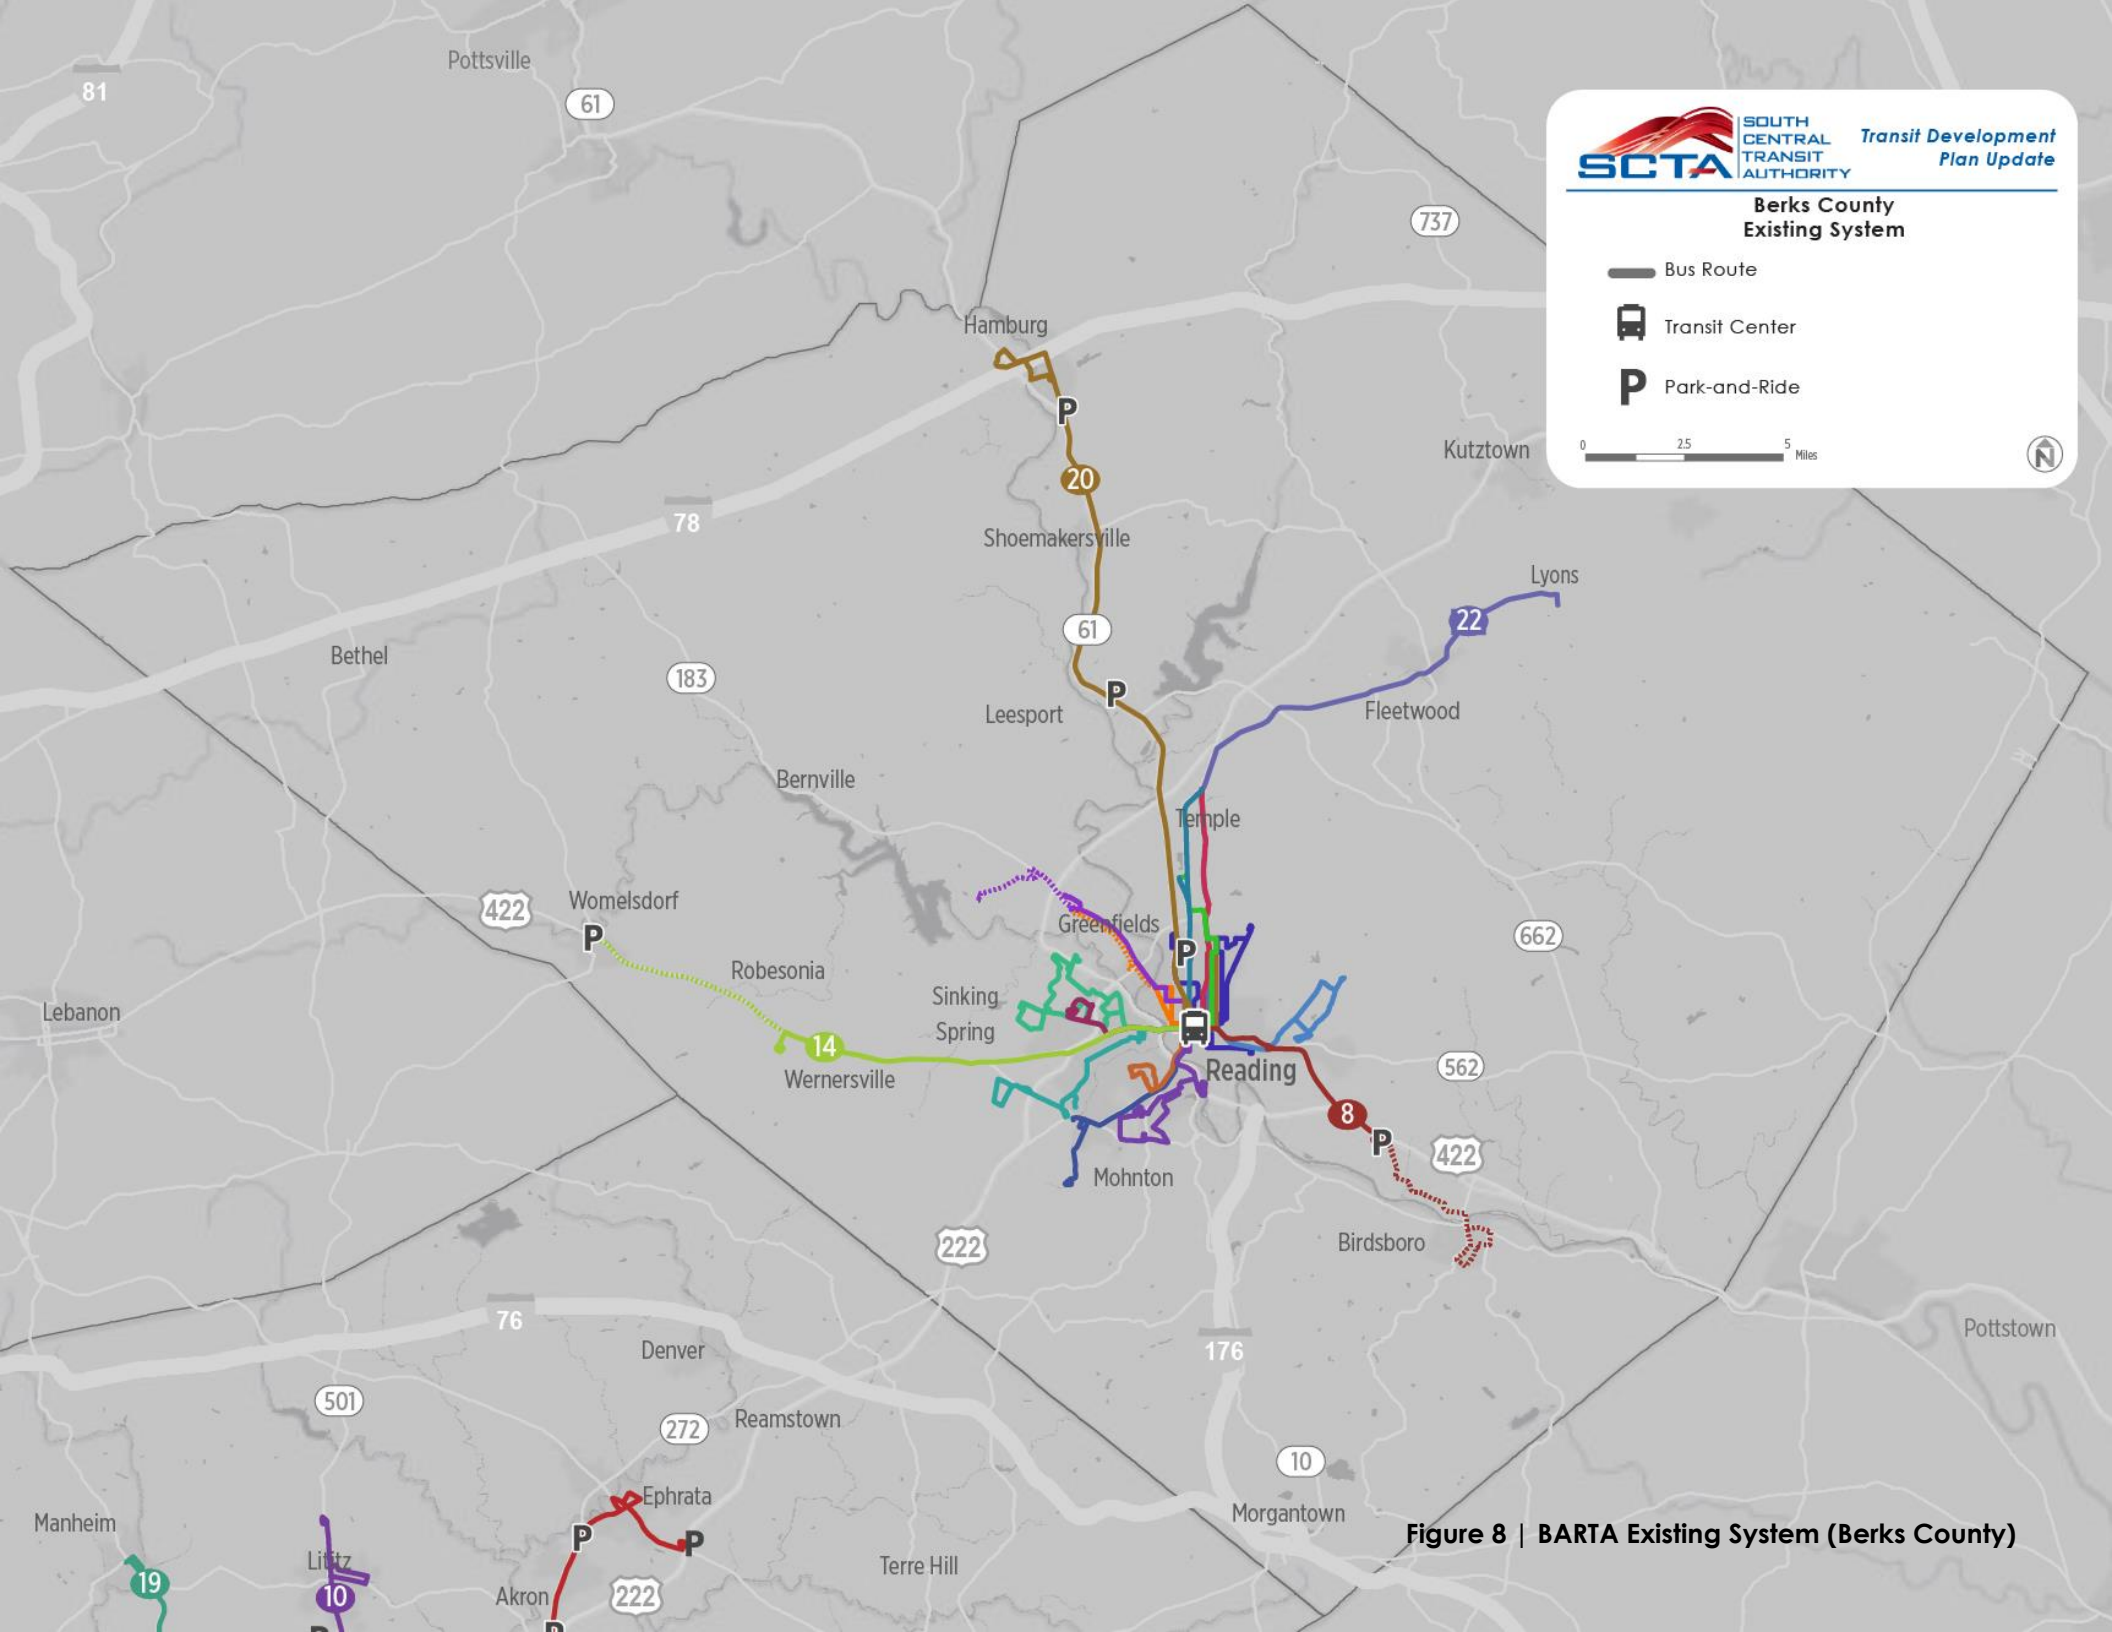 Pottsville
81
61
SOUTH
CENTRAL
TRANSIT
AUTHORITY
SCTA
Transit Development
Plan Update
Berks County
Existing System
Bus Route
Transit Center
P
Park-and-Ride
0 2.5 5
Miles
N
737
Hamburg
P
Kutztown
20
78
Shoemakersville
Lyons
22
61
Bethel
183
P
Leesport
Fleetwood
Bernville
Temple
422
Womelsdorf
P
Greenfields
P
662
Robesonia
Sinking
Spring
Lebanon
14
Wernersville
Reading
562
8
P
422
Mohnton
222
Birdsboro
76
176
Denver
Pottstown
501
272
Reamstown
10
Ephrata
Manheim
P
P
Morgantown
Figure 8 | BARTA Existing System (Berks County)
Lititz
19
10
Akron
222
Terre Hill
P
P